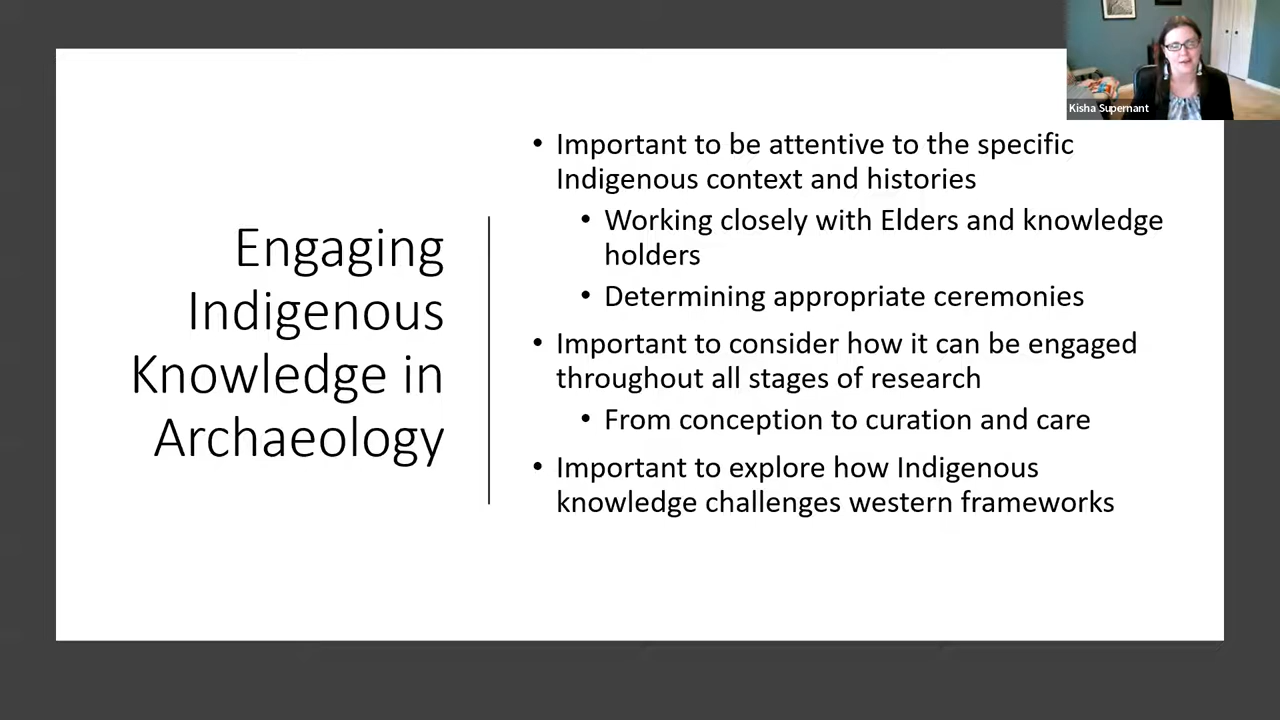 Kisha Supernant
Engaging
Indigenous
Knowledge in
Archaeology
• Important to be attentive to the specific
Indigenous context and histories
• Working closely with Elders and knowledge
holders
• Determining appropriate ceremonies
• Important to consider how it can be engaged
throughout all stages of research
• From conception to curation and care
• Important to explore how Indigenous
knowledge challenges western frameworks